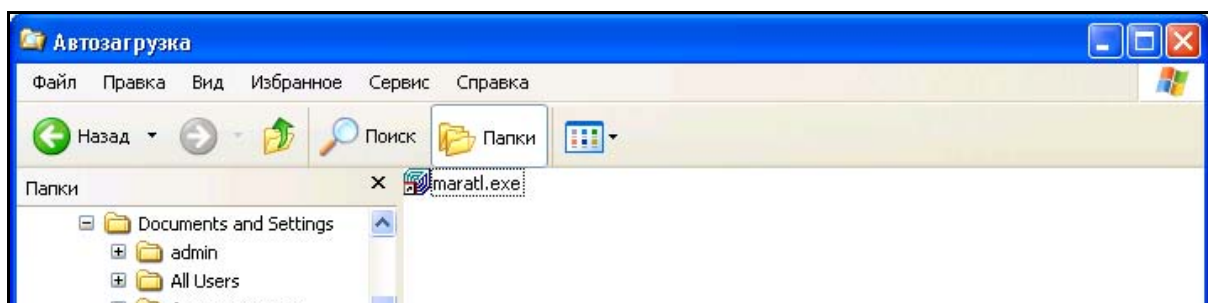 Автозагрузка
Файл Правка Вид Избранное Сервис Справка
Назад Поиск Папки
Папки
maratl.exe
Documents and Settings
admin
All Users